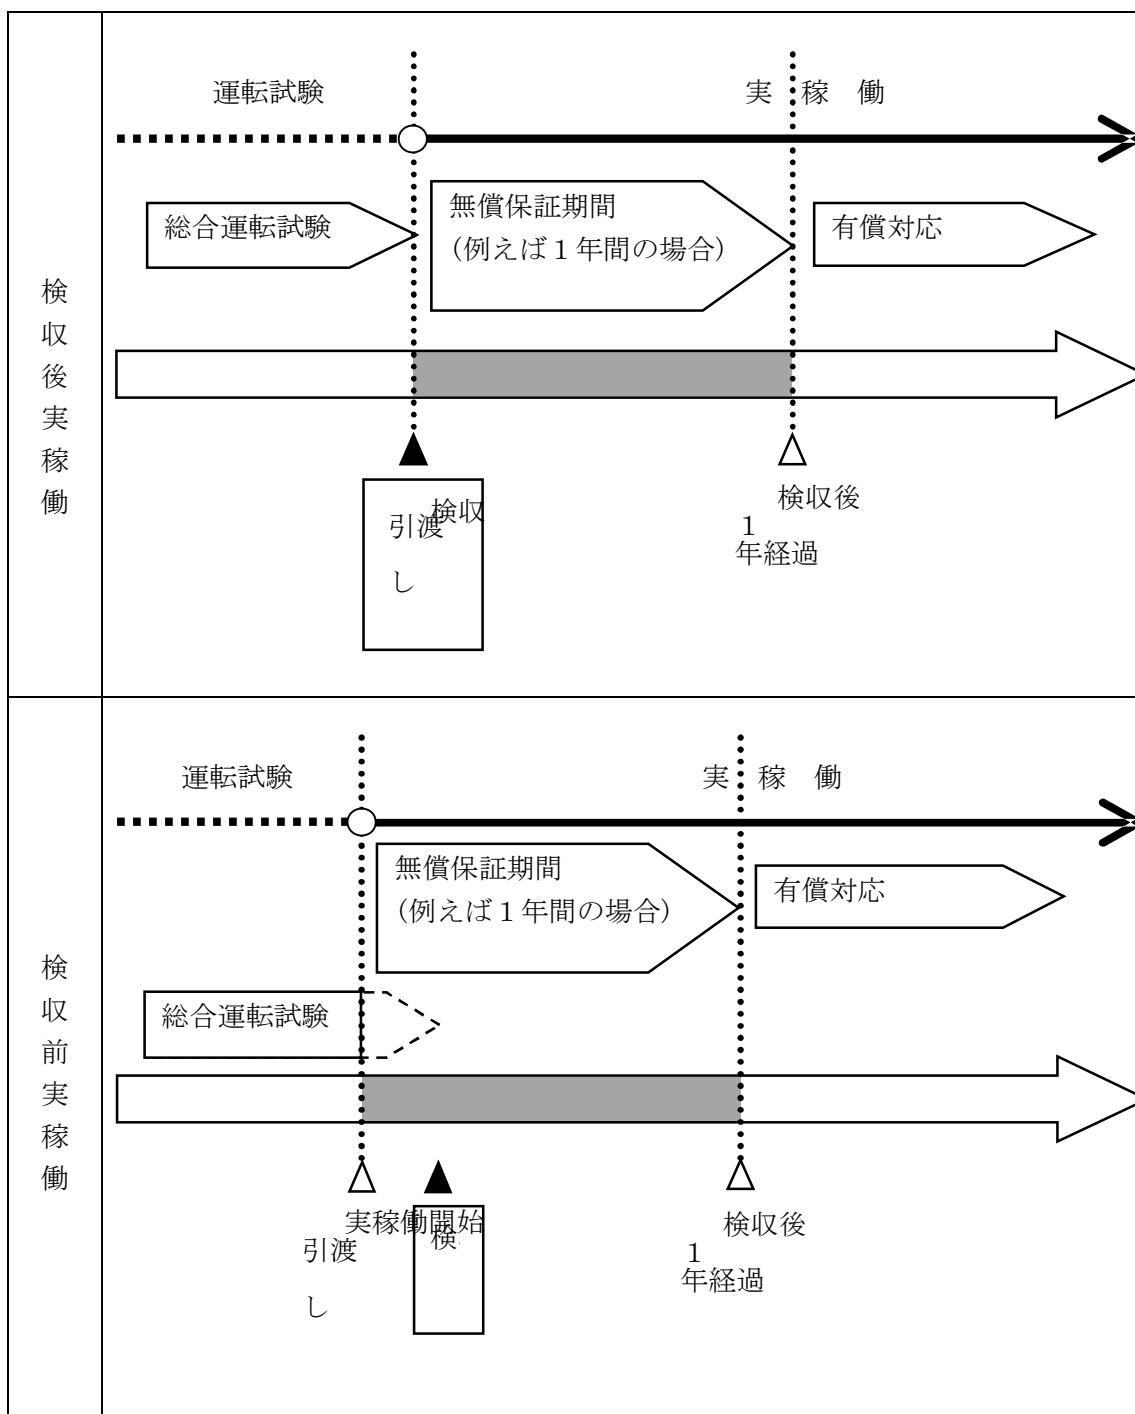 検収後実稼働
運転試験
実 稼 働
総合運転試験
無償保証期間
(例えば１年間の場合)
有償対応
検収
引渡
し
検収後
１
年経過
検収前実稼働
運転試験
実 稼 働
無償保証期間
(例えば１年間の場合)
有償対応
総合運転試験
実稼働開始
検
引渡
し
検収後
１
年経過